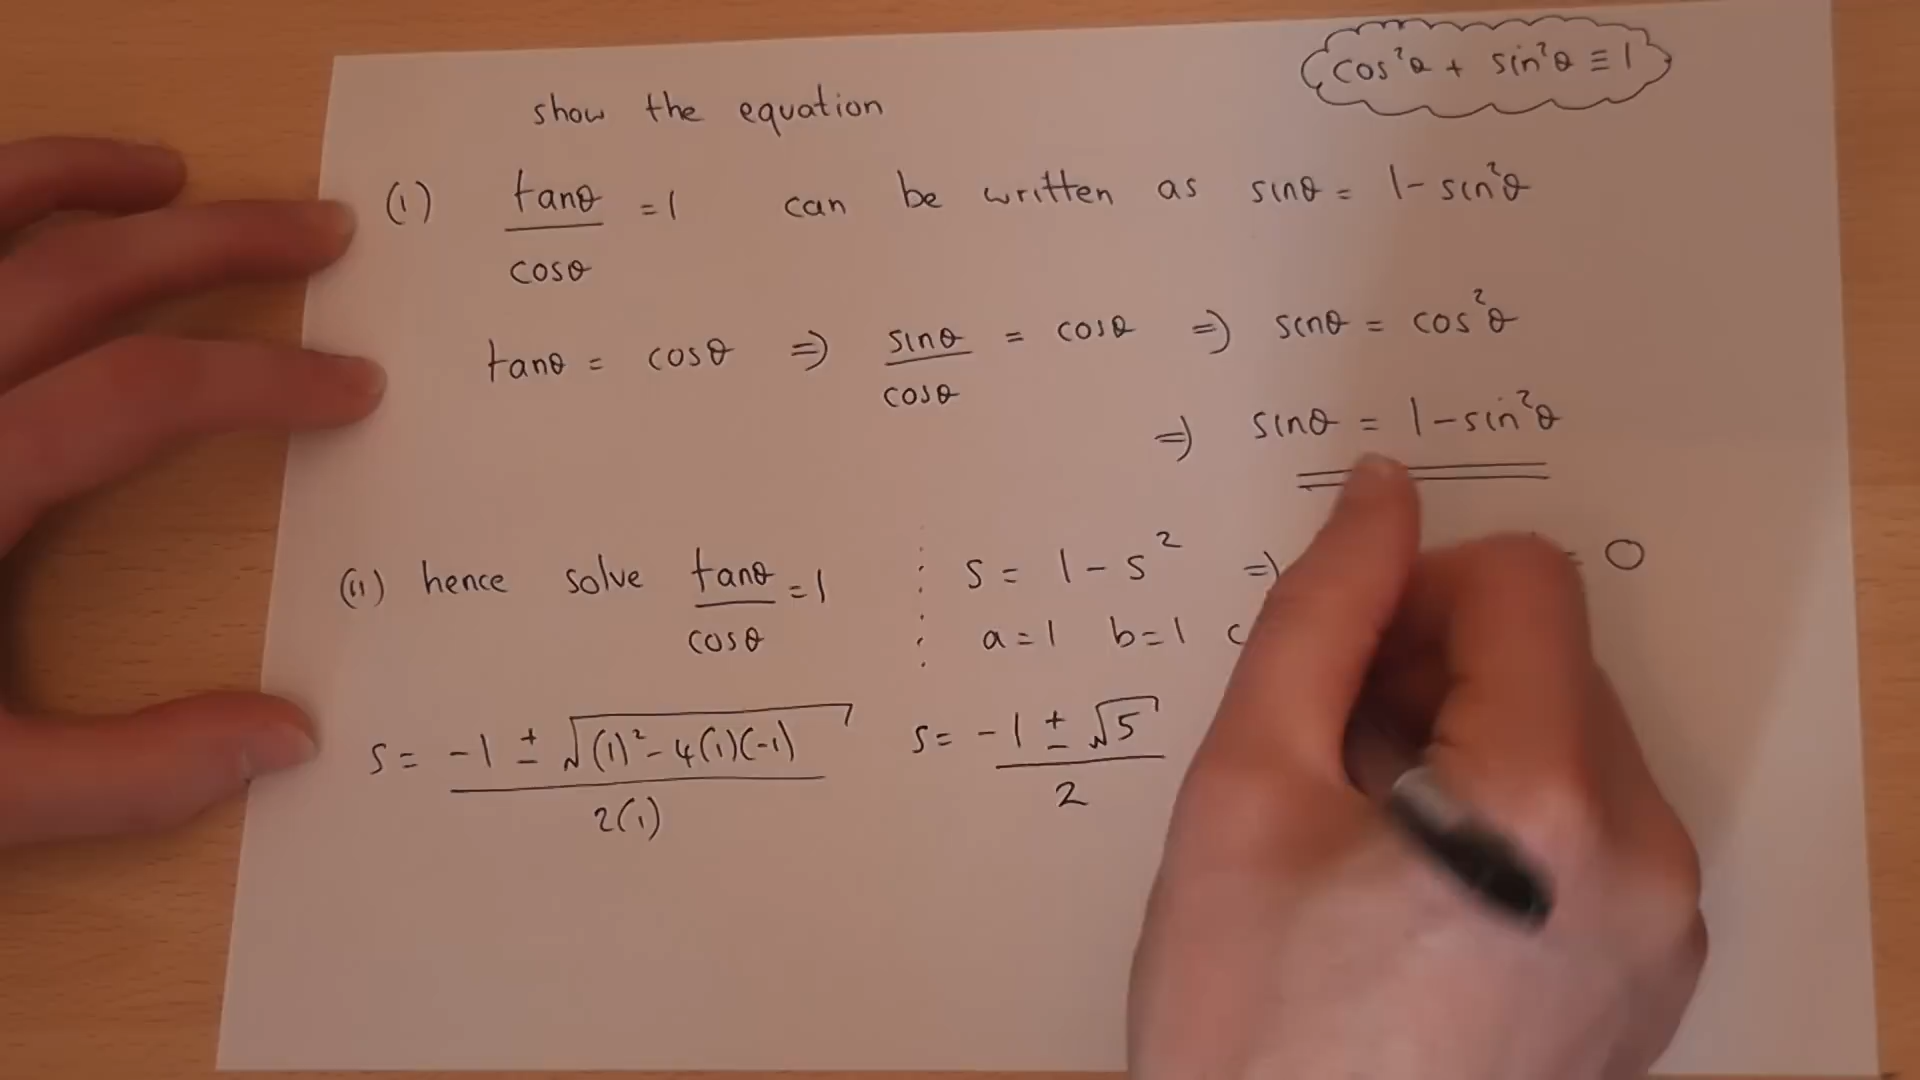 cos²θ + sin²θ ≡ 1
show the equation
(i) tanθ/cosθ = 1 can be written as sinθ = 1 - sin²θ
tanθ = cosθ ⇒ sinθ/cosθ = cosθ ⇒ sinθ = cos²θ
⇒ sinθ = 1 - sin²θ
(ii) hence solve tanθ/cosθ = 1
s = 1 - s² ⇒ = 0
a = 1 b = 1 c
s = -1 ± √(1)² - 4(1)(-1) / 2(1)
s = -1 ± √5 / 2